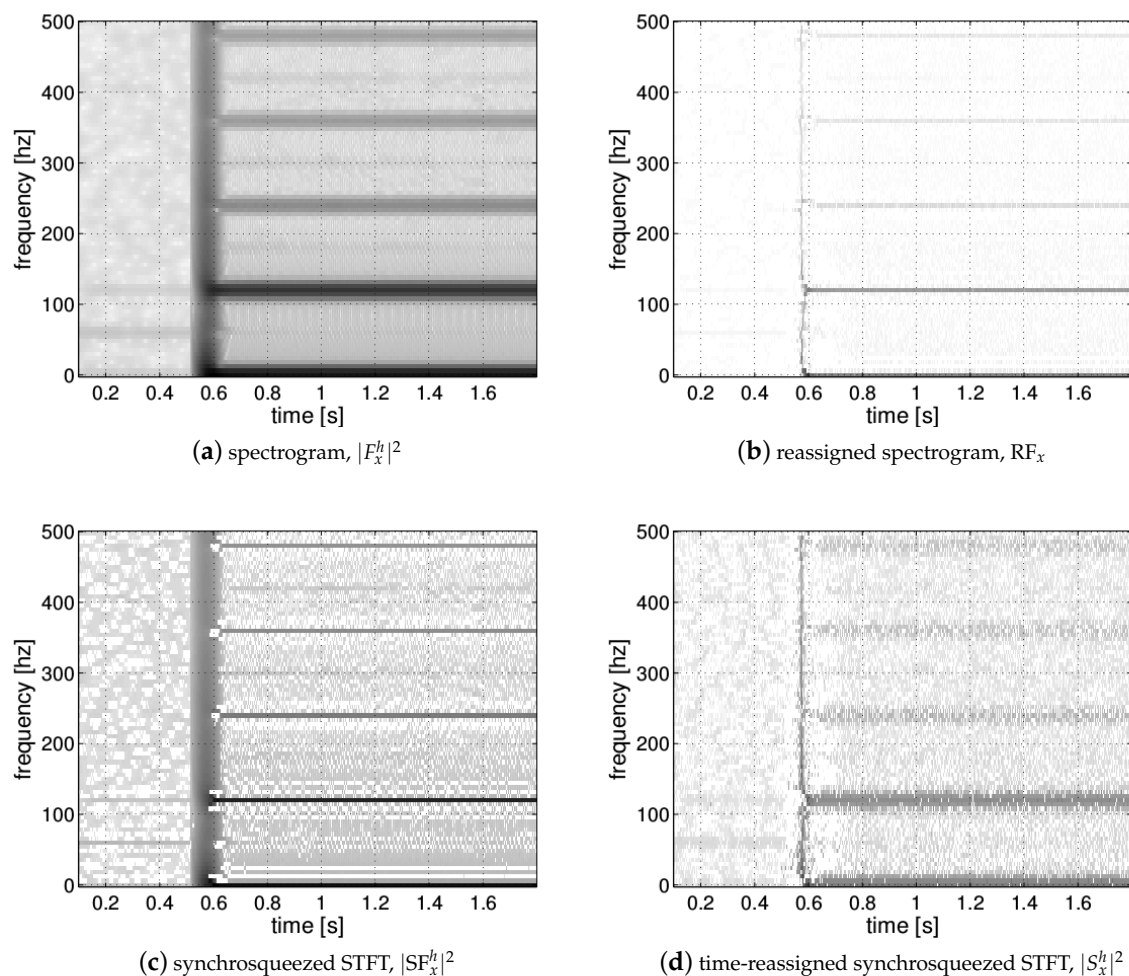 500
400
300
200
100
0
frequency [hz]
0.2 0.4 0.6 0.8 1 1.2 1.4 1.6
time [s]
(a) spectrogram, |F_x^h|^2
500
400
300
200
100
0
frequency [hz]
0.2 0.4 0.6 0.8 1 1.2 1.4 1.6
time [s]
(b) reassigned spectrogram, RF_x
500
400
300
200
100
0
frequency [hz]
0.2 0.4 0.6 0.8 1 1.2 1.4 1.6
time [s]
(c) synchrosqueezed STFT, |SF_x^h|^2
500
400
300
200
100
0
frequency [hz]
0.2 0.4 0.6 0.8 1 1.2 1.4 1.6
time [s]
(d) time-reassigned synchrosqueezed STFT, |S_x^h|^2